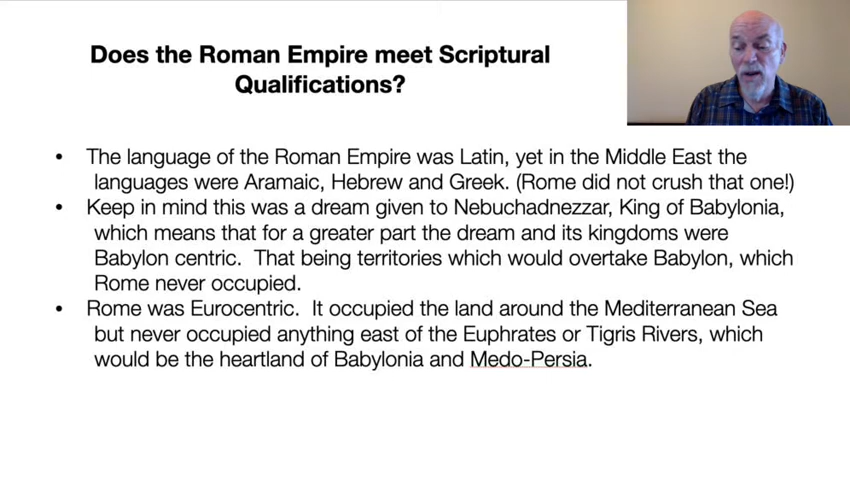 Does the Roman Empire meet Scriptural
Qualifications?
• The language of the Roman Empire was Latin, yet in the Middle East the
languages were Aramaic, Hebrew and Greek. (Rome did not crush that one!)
• Keep in mind this was a dream given to Nebuchadnezzar, King of Babylonia,
which means that for a greater part the dream and its kingdoms were
Babylon centric.  That being territories which would overtake Babylon, which
Rome never occupied.
• Rome was Eurocentric.  It occupied the land around the Mediterranean Sea
but never occupied anything east of the Euphrates or Tigris Rivers, which
would be the heartland of Babylonia and Medo-Persia.